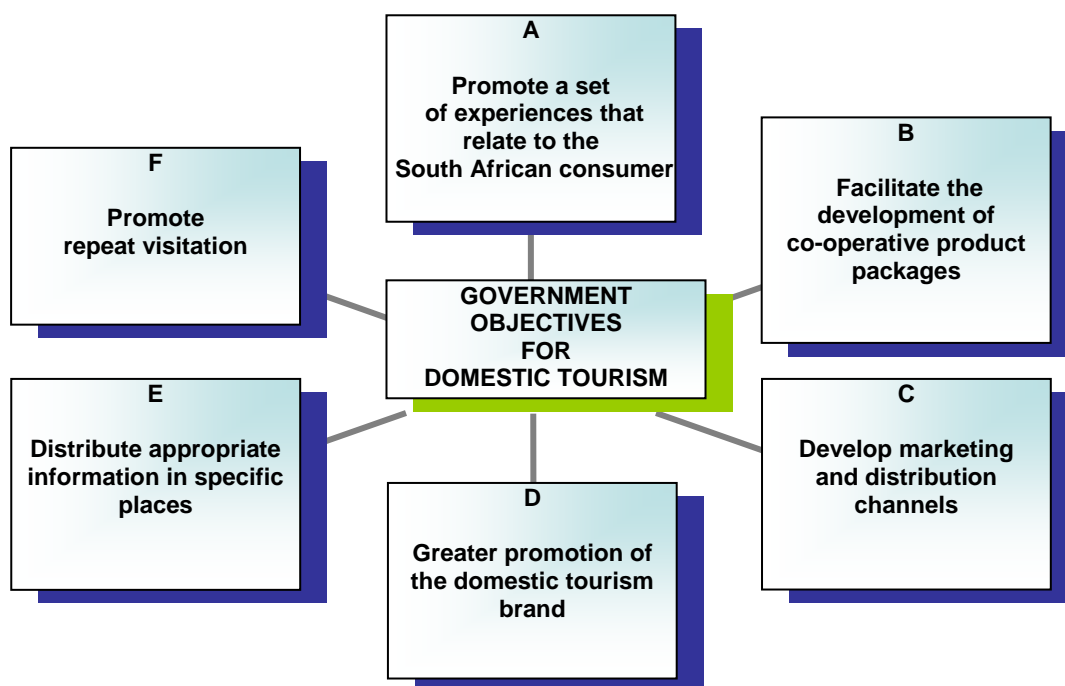 A
Promote a set
of experiences that
relate to the
South African consumer
B
Facilitate the
development of
co-operative product
packages
F
Promote
repeat visitation
GOVERNMENT
OBJECTIVES
FOR
DOMESTIC TOURISM
E
Distribute appropriate
information in specific
places
C
Develop marketing
and distribution
channels
D
Greater promotion of
the domestic tourism
brand